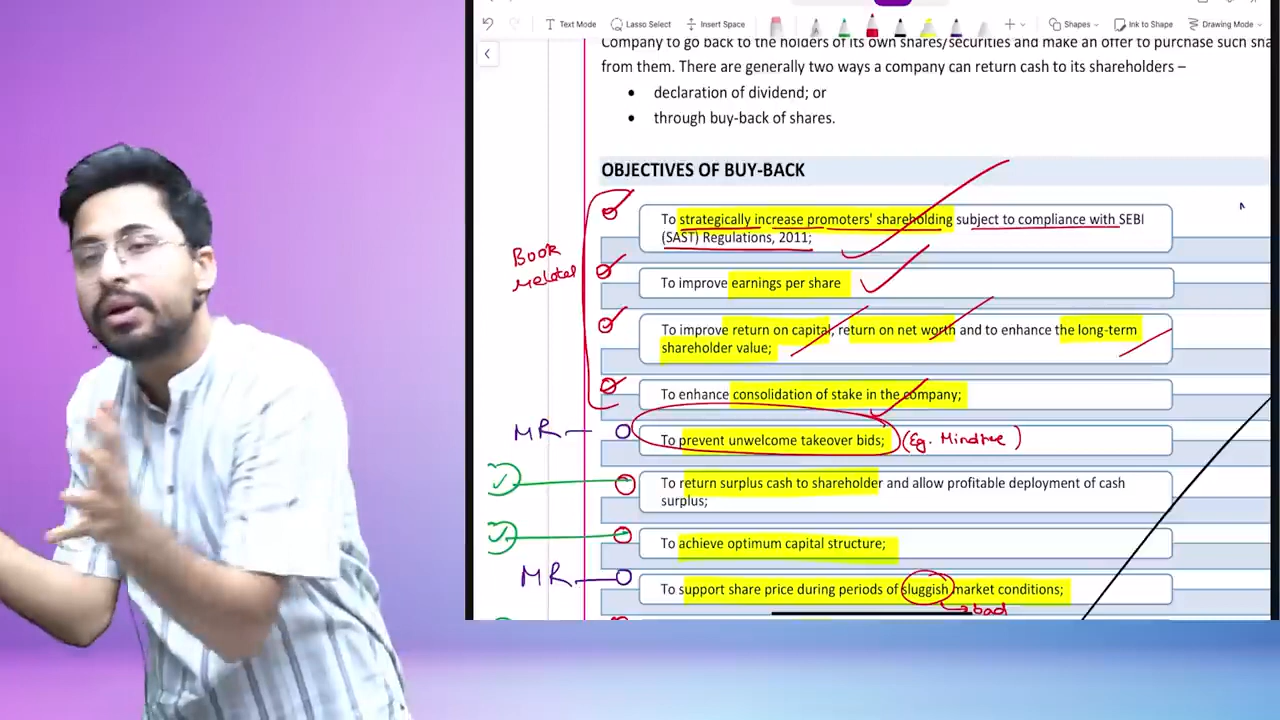 Text Mode
Lasso Select
Insert Space
Shapes
Ink to Shape
Drawing Mode
Company to go back to the holders of its own shares/securities and make an offer to purchase such sha
from them. There are generally two ways a company can return cash to its shareholders –
• declaration of dividend; or
• through buy-back of shares.
OBJECTIVES OF BUY-BACK
To strategically increase promoters' shareholding subject to compliance with SEBI
(SAST) Regulations, 2011;
Book
Related
To improve earnings per share
To improve return on capital, return on net worth and to enhance the long-term
shareholder value;
To enhance consolidation of stake in the company;
MR
To prevent unwelcome takeover bids; (Eg. Mindtree)
To return surplus cash to shareholder and allow profitable deployment of cash
surplus;
To achieve optimum capital structure;
MR
To support share price during periods of sluggish market conditions;
bad